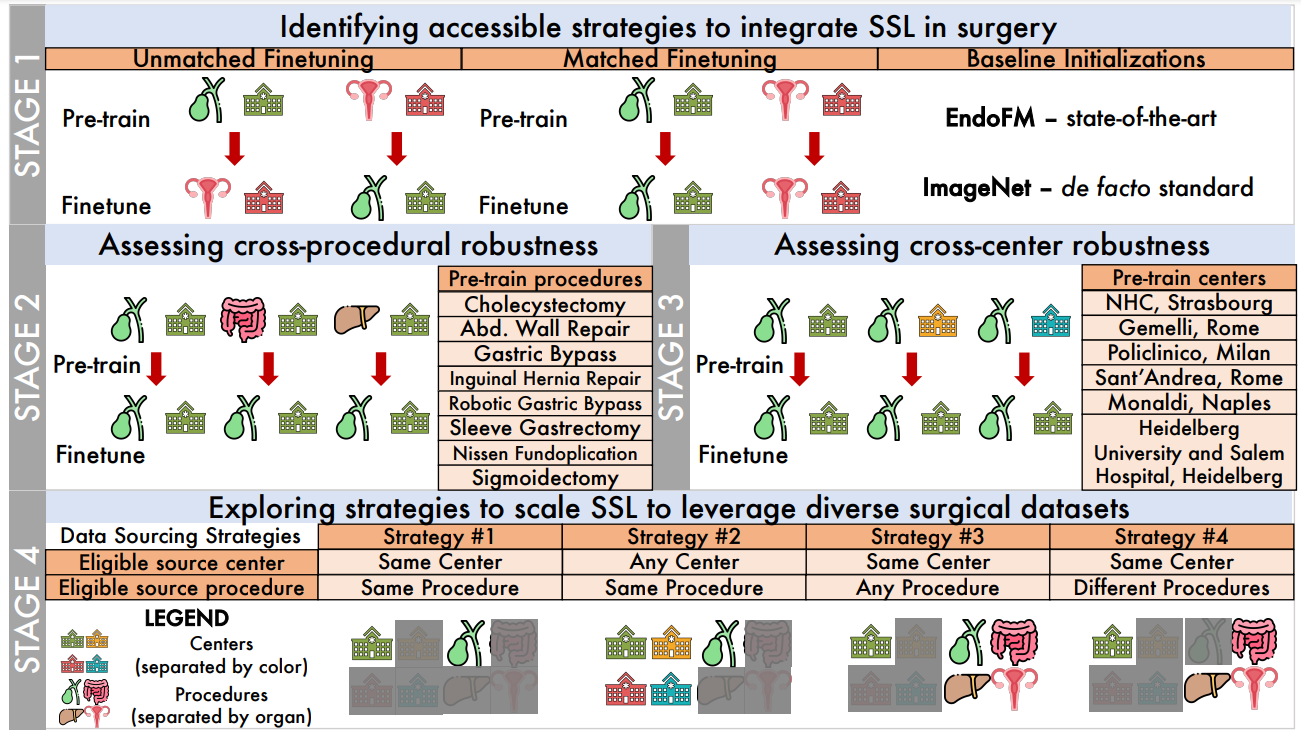 STAGE 1
Identifying accessible strategies to integrate SSL in surgery
Unmatched Finetuning
Matched Finetuning
Baseline Initializations
Pre-train
Finetune
Pre-train
Finetune
EndoFM – state-of-the-art
ImageNet – de facto standard
STAGE 2
Assessing cross-procedural robustness
Pre-train
Finetune
Pre-train procedures
Cholecystectomy
Abd. Wall Repair
Gastric Bypass
Inguinal Hernia Repair
Robotic Gastric Bypass
Sleeve Gastrectomy
Nissen Fundoplication
Sigmoidectomy
STAGE 3
Assessing cross-center robustness
Pre-train
Finetune
Pre-train centers
NHC, Strasbourg
Gemelli, Rome
Policlinico, Milan
Sant'Andrea, Rome
Monaldi, Naples
Heidelberg
University and Salem
Hospital, Heidelberg
STAGE 4
Exploring strategies to scale SSL to leverage diverse surgical datasets
Data Sourcing Strategies
Strategy #1
Strategy #2
Strategy #3
Strategy #4
Eligible source center
Same Center
Any Center
Same Center
Same Center
Eligible source procedure
Same Procedure
Same Procedure
Any Procedure
Different Procedures
LEGEND
Centers
(separated by color)
Procedures
(separated by organ)